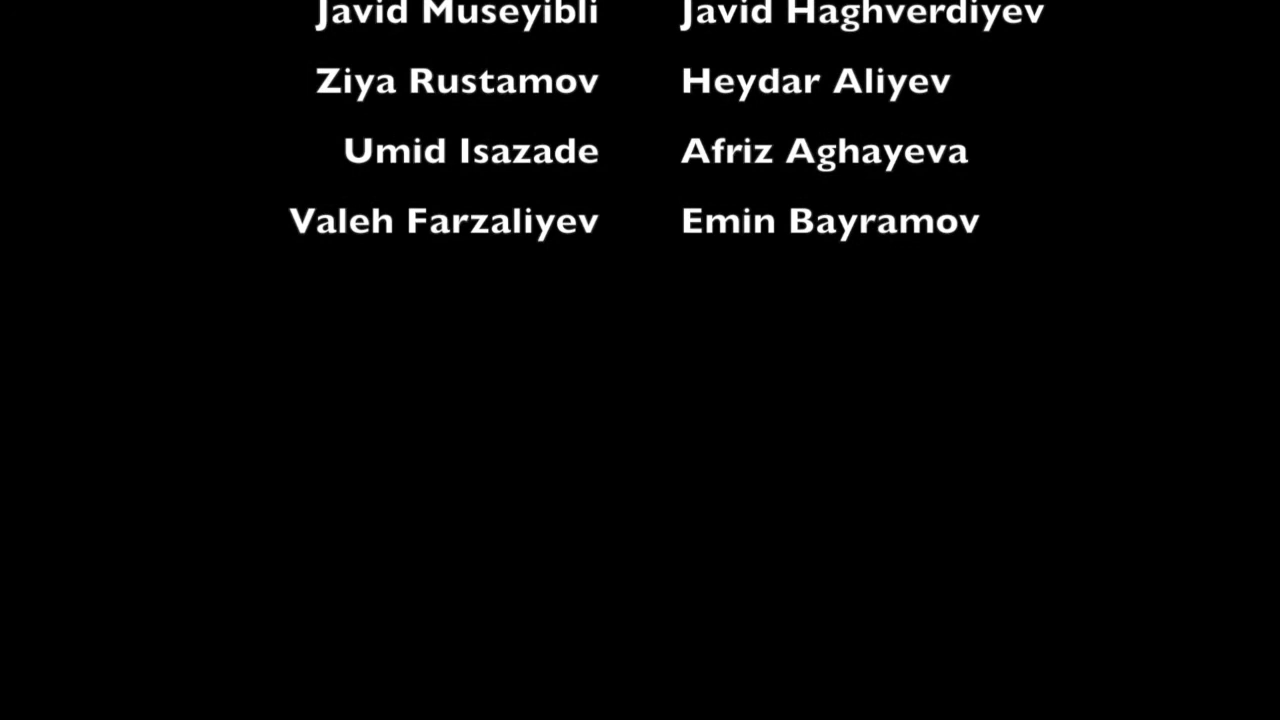 Javid Museyibli Javid Haghverdiyev
Ziya Rustamov Heydar Aliyev
Umid Isazade Afriz Aghayeva
Valeh Farzaliyev Emin Bayramov